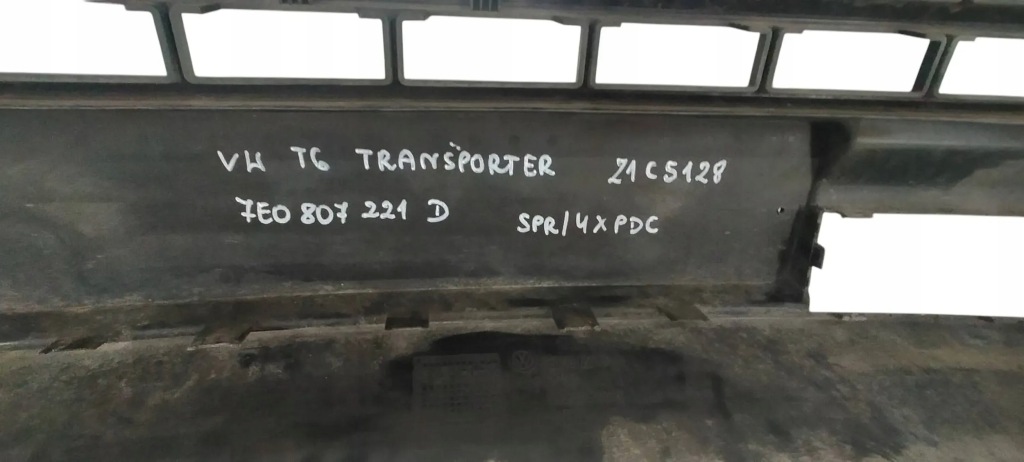 VW T6 TRANSPORTER Z1C5128
7E0 807 221 D SPR/4XPDC